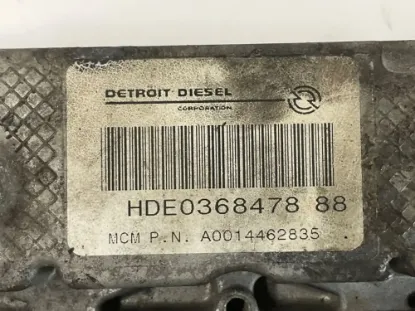 DETROIT DIESEL
CORPORATION
HDE0368478 88
MCM P.N. A0014462835